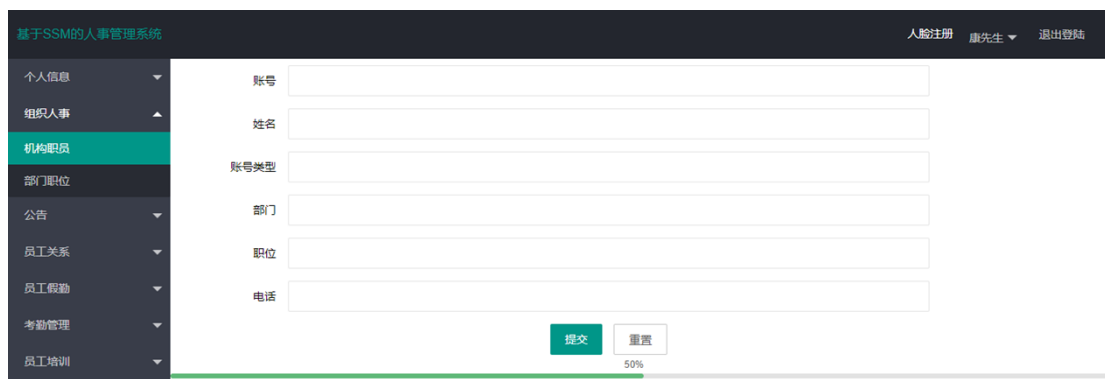 基于SSM的人事管理系统
人脸注册 康先生 退出登陆
个人信息
组织人事
机构职员
部门职位
公告
员工关系
员工假勤
考勤管理
员工培训
账号
姓名
账号类型
部门
职位
电话
提交 重置
50%